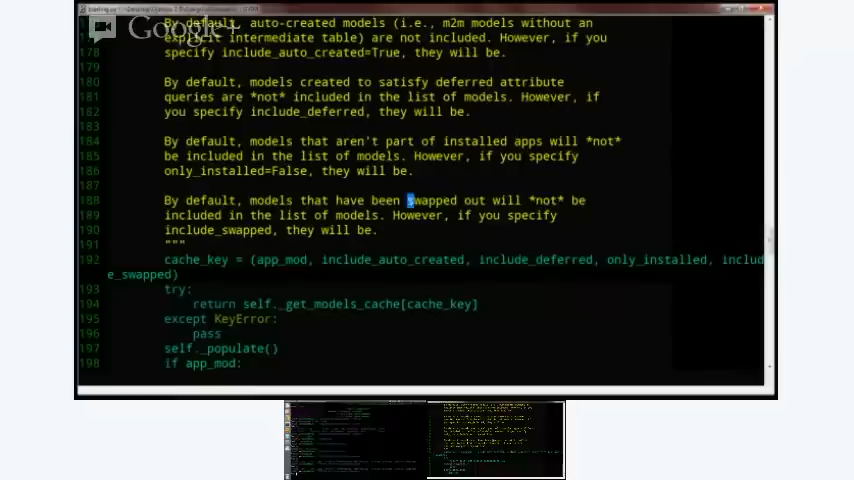 Google+
By default, auto-created models (i.e., m2m models without an
explicit intermediate table) are not included. However, if you
178 specify include_auto_created=True, they will be.
179
180 By default, models created to satisfy deferred attribute
181 queries are *not* included in the list of models. However, if
182 you specify include_deferred, they will be.
183
184 By default, models that aren't part of installed apps will *not*
185 be included in the list of models. However, if you specify
186 only_installed=False, they will be.
187
188 By default, models that have been swapped out will *not* be
189 included in the list of models. However, if you specify
190 include_swapped, they will be.
191 """
192 cache_key = (app_mod, include_auto_created, include_deferred, only_installed, includ
e_swapped)
193 try:
194 return self._get_models_cache[cache_key]
195 except KeyError:
196 pass
197 self._populate()
198 if app_mod: